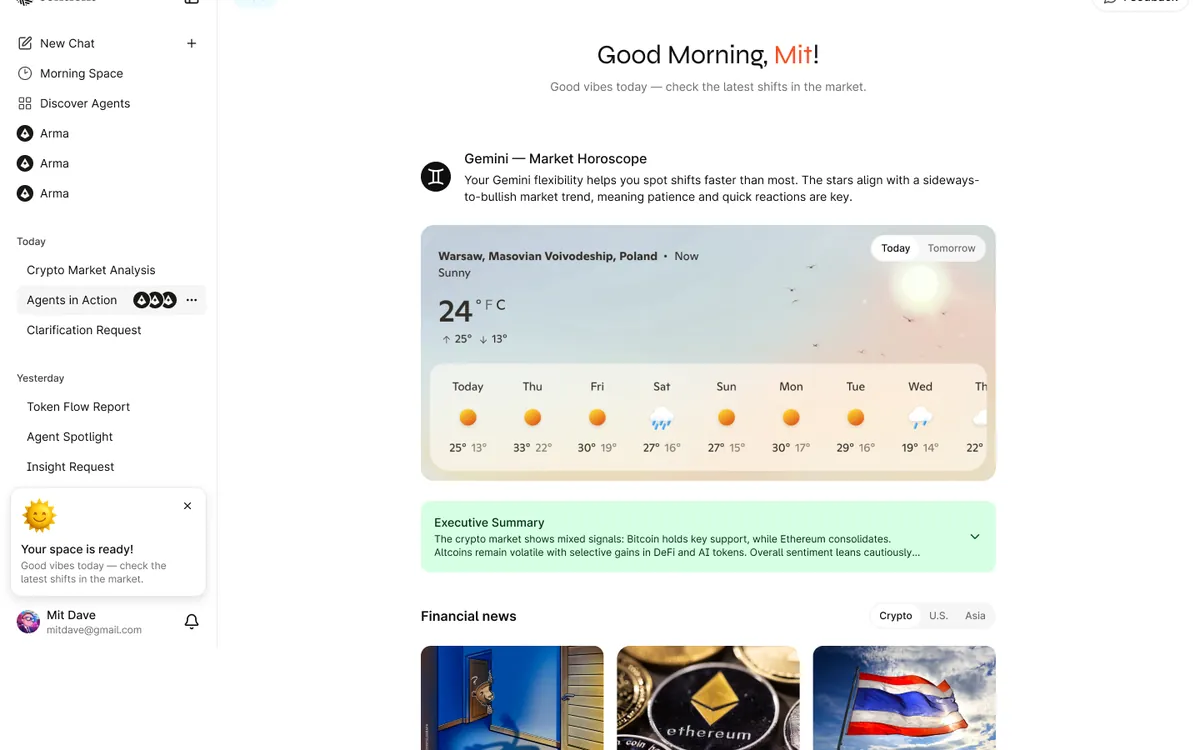 New Chat
Morning Space
Discover Agents
Arma
Arma
Arma
Today
Crypto Market Analysis
Agents in Action
Clarification Request
Yesterday
Token Flow Report
Agent Spotlight
Insight Request
Your space is ready!
Good vibes today — check the
latest shifts in the market.
Mit Dave
mitdave@gmail.com
Feedback
Good Morning, Mit!
Good vibes today — check the latest shifts in the market.
Gemini — Market Horoscope
Your Gemini flexibility helps you spot shifts faster than most. The stars align with a sideways-
to-bullish market trend, meaning patience and quick reactions are key.
Today Tomorrow
Warsaw, Masovian Voivodeship, Poland • Now
Sunny
24 ° F C
↑ 25° ↓ 13°
Today Thu Fri Sat Sun Mon Tue Wed Th
25° 13° 33° 22° 30° 19° 27° 16° 27° 15° 30° 17° 29° 16° 19° 14° 22°
Executive Summary
The crypto market shows mixed signals: Bitcoin holds key support, while Ethereum consolidates.
Altcoins remain volatile with selective gains in DeFi and AI tokens. Overall sentiment leans cautiously...
Financial news
Crypto U.S. Asia
ethereum